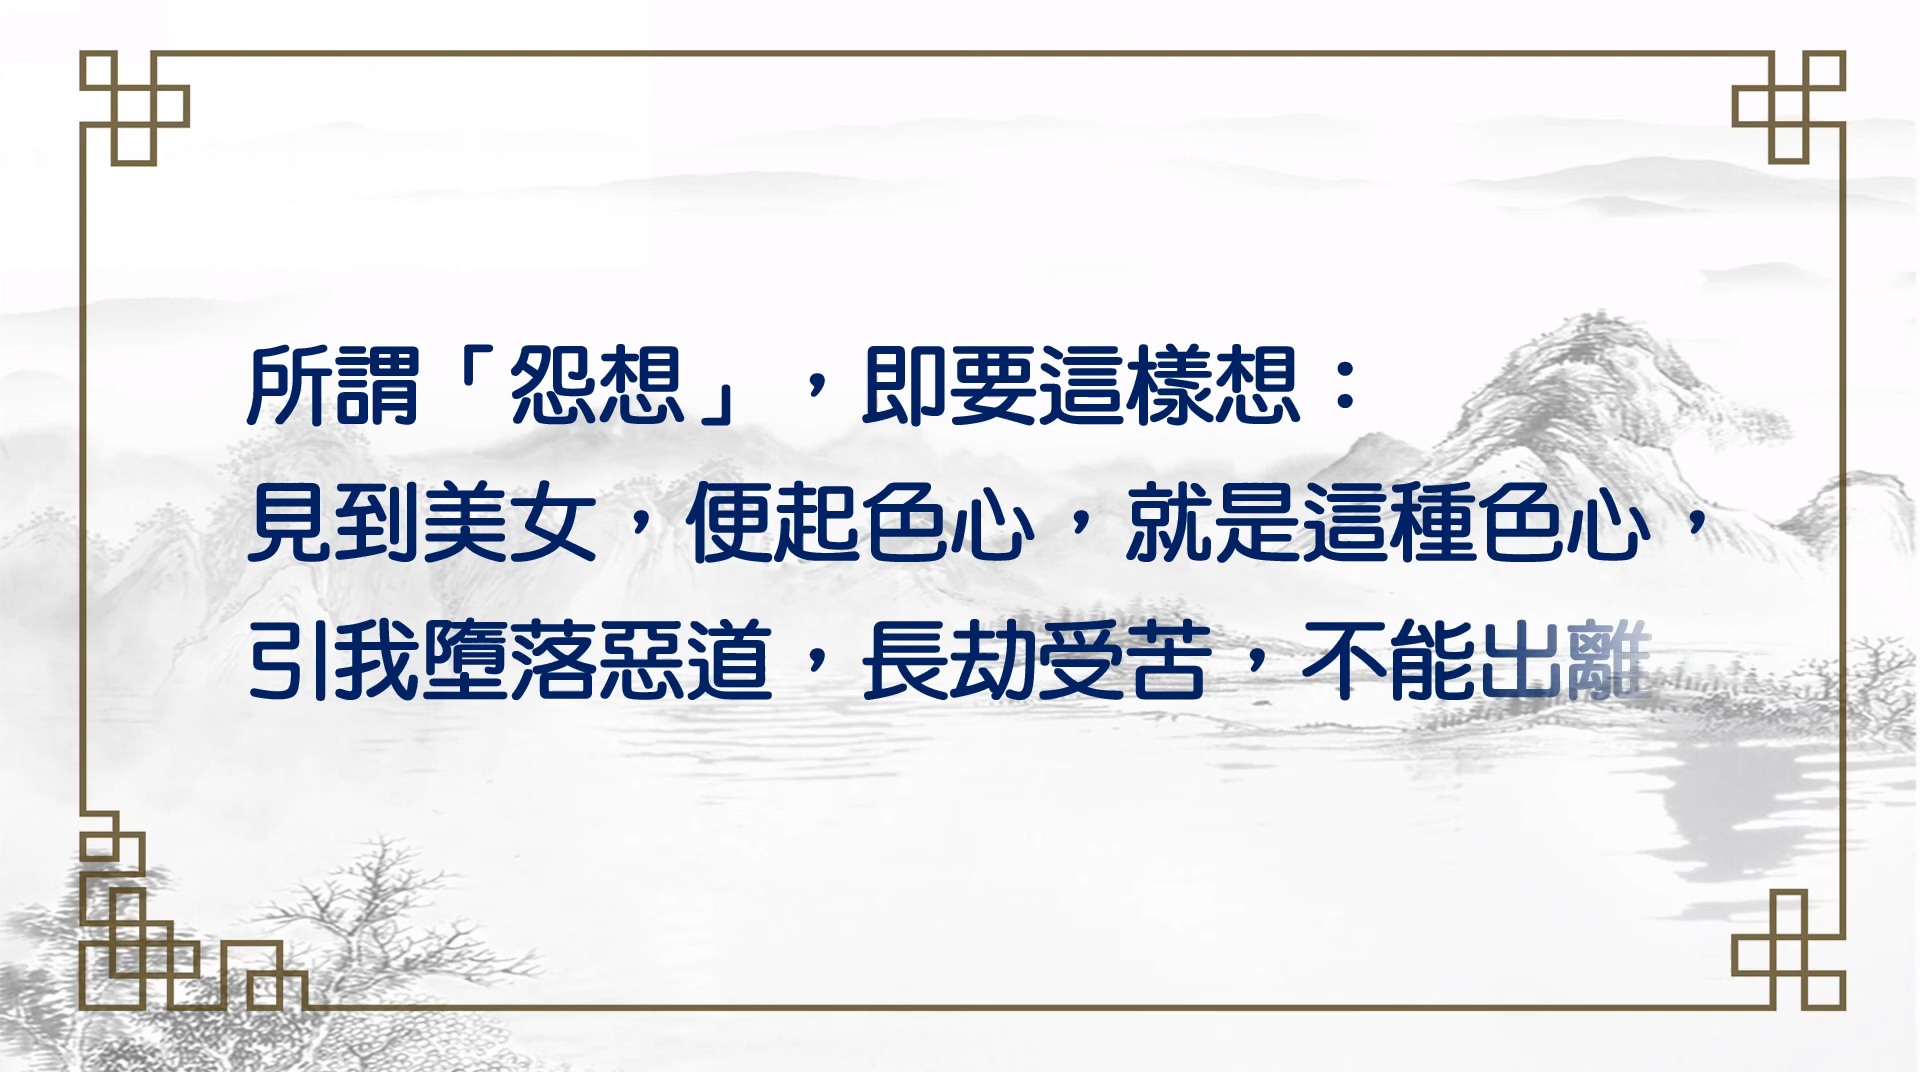 所謂「怨想」，即要這樣想：
見到美女，便起色心，就是這種色心，
引我墮落惡道，長劫受苦，不能出離